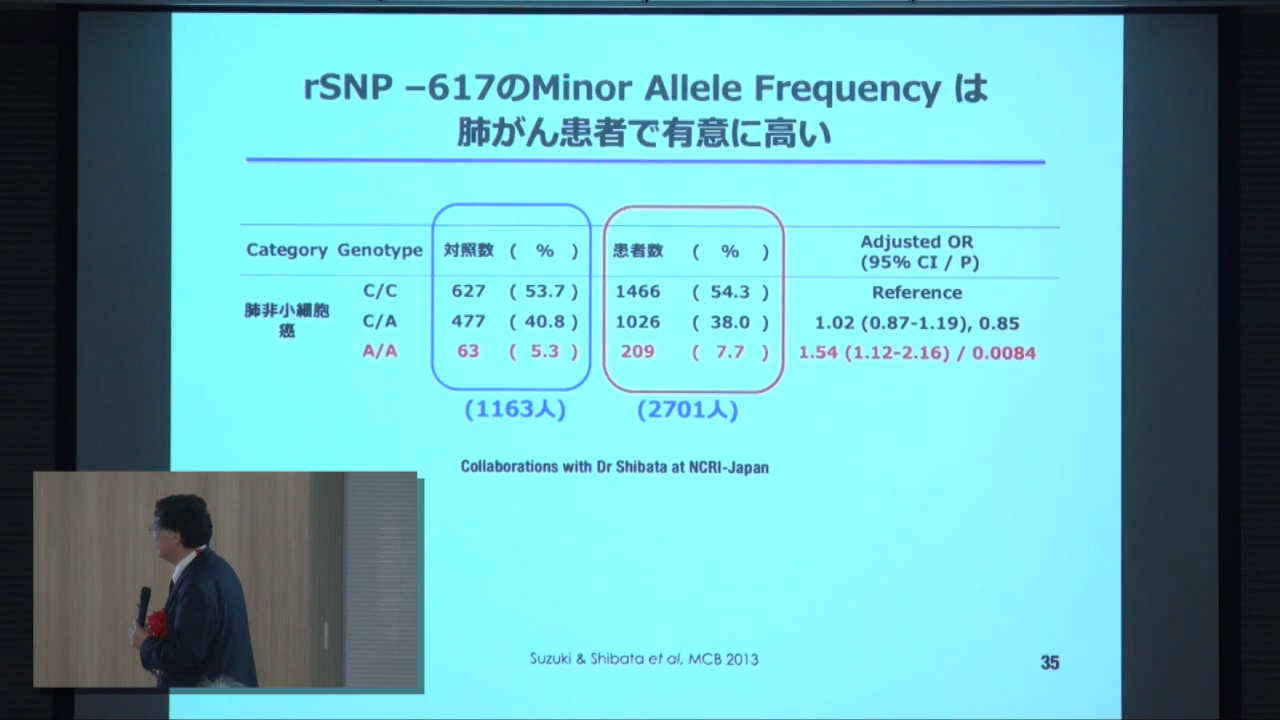 rSNP –617のMinor Allele Frequency は
肺がん患者で有意に高い
Category Genotype 対照数 ( % ) 患者数 ( % ) Adjusted OR (95% CI / P)
肺非小細胞癌
C/C 627 ( 53.7 ) 1466 ( 54.3 ) Reference
C/A 477 ( 40.8 ) 1026 ( 38.0 ) 1.02 (0.87-1.19), 0.85
A/A 63 ( 5.3 ) 209 ( 7.7 ) 1.54 (1.12-2.16) / 0.0084
(1163人) (2701人)
Collaborations with Dr Shibata at NCRI-Japan
Suzuki & Shibata et al, MCB 2013
35